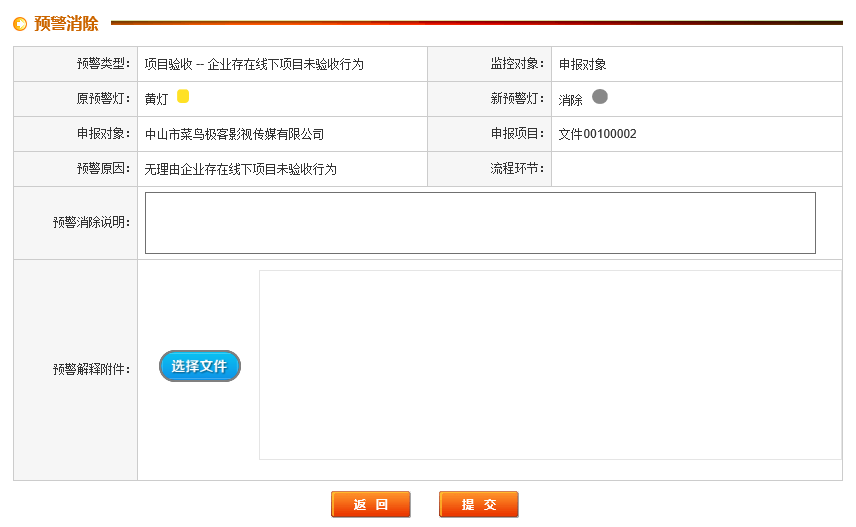 预警消除
预警类型： 项目验收 -- 企业存在线下项目未验收行为 监控对象： 申报对象
原预警灯： 黄灯 新预警灯： 消除
申报对象： 中山市菜鸟极客影视传媒有限公司 申报项目： 文件00100002
预警原因： 无理由企业存在线下项目未验收行为 流程环节：
预警消除说明：
预警解释附件： 选择文件
返 回 提 交